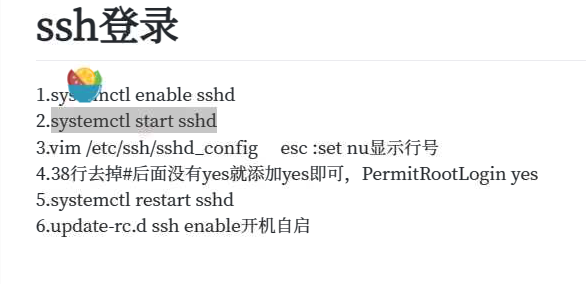 ssh登录
1.systemctl enable sshd
2.systemctl start sshd
3.vim /etc/ssh/sshd_config esc :set nu显示行号
4.38行去掉#后面没有yes就添加yes即可，PermitRootLogin yes
5.systemctl restart sshd
6.update-rc.d ssh enable开机自启